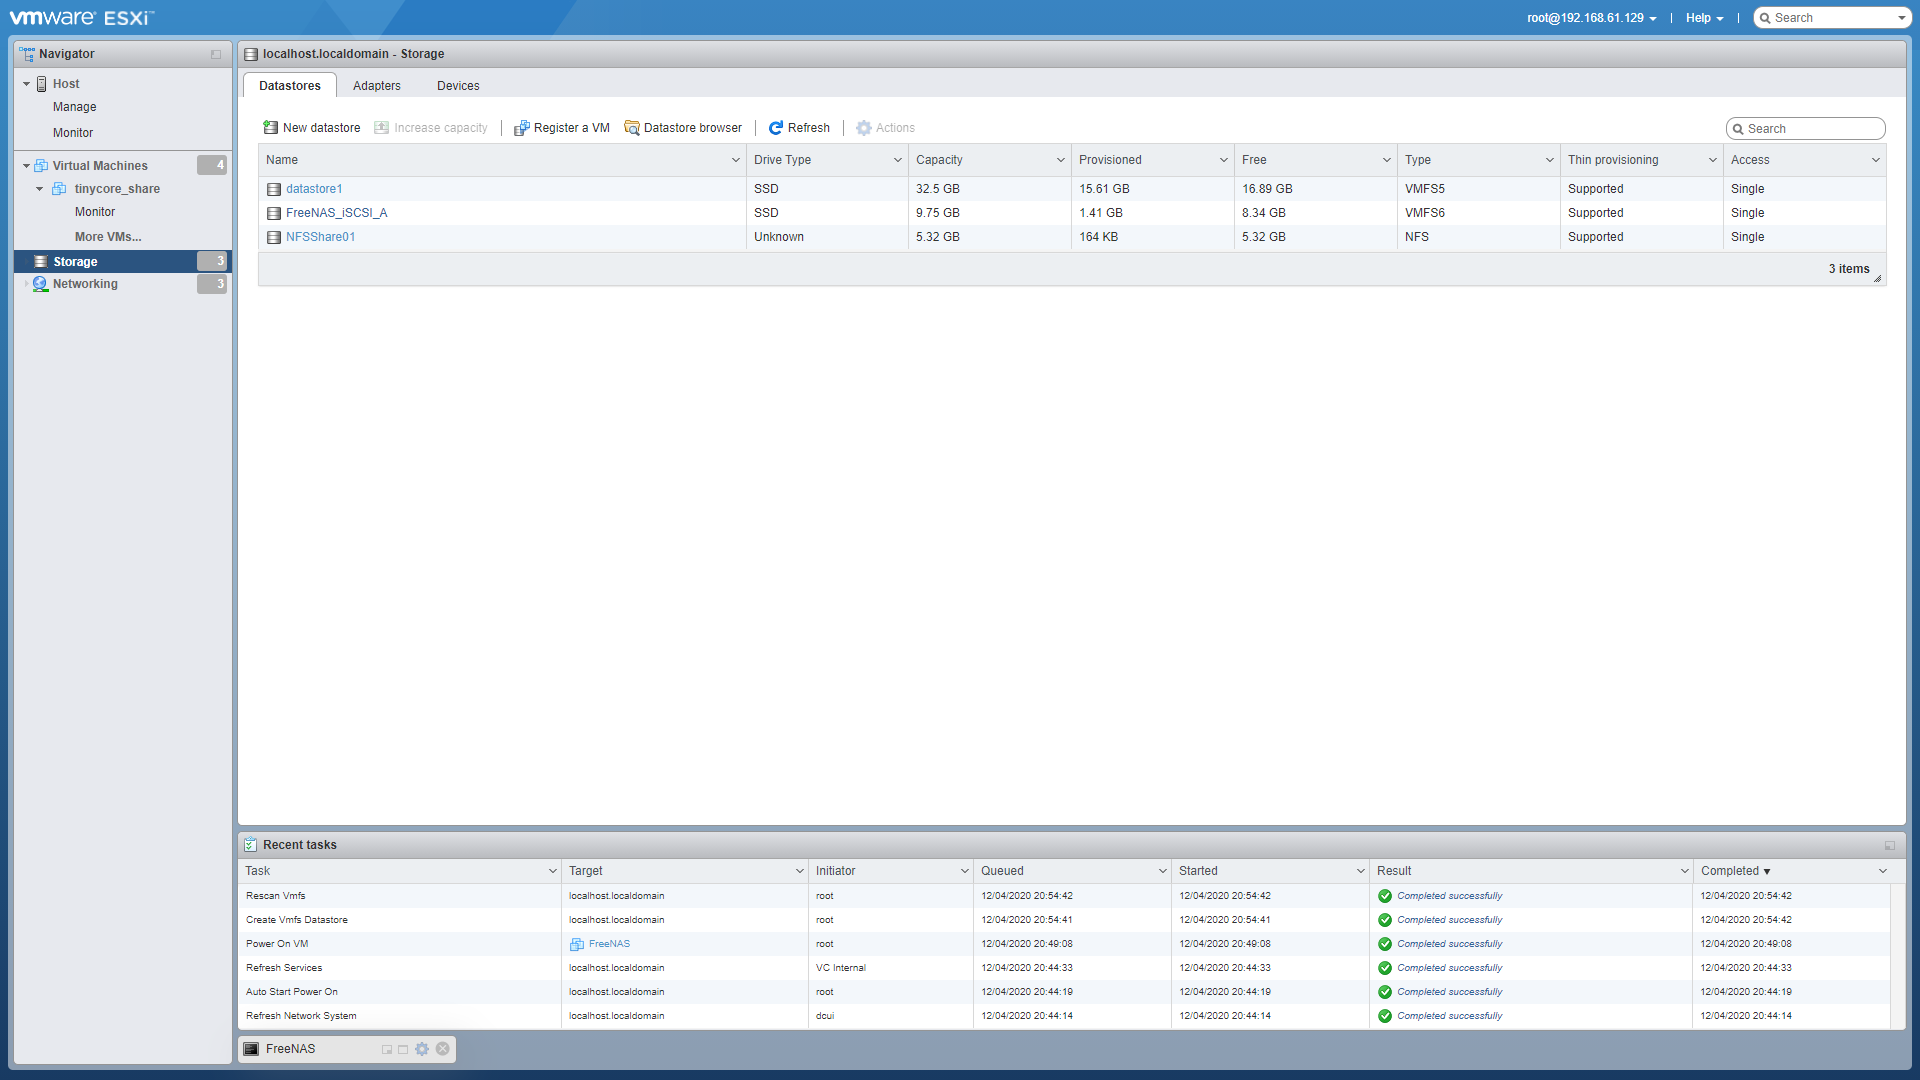 vmware ESXi
root@192.168.61.129 | Help | Search
Navigator
Host
Manage
Monitor
Virtual Machines 4
tinycore_share
Monitor
More VMs...
Storage 3
Networking 3
localhost.localdomain - Storage
Datastores Adapters Devices
New datastore Increase capacity | Register a VM Datastore browser | Refresh | Actions Search
Name Drive Type Capacity Provisioned Free Type Thin provisioning Access
datastore1 SSD 32.5 GB 15.61 GB 16.89 GB VMFS5 Supported Single
FreeNAS_iSCSI_A SSD 9.75 GB 1.41 GB 8.34 GB VMFS6 Supported Single
NFSShare01 Unknown 5.32 GB 164 KB 5.32 GB NFS Supported Single
3 items
Recent tasks
Task Target Initiator Queued Started Result Completed
Rescan Vmfs localhost.localdomain root 12/04/2020 20:54:42 12/04/2020 20:54:42 Completed successfully 12/04/2020 20:54:42
Create Vmfs Datastore localhost.localdomain root 12/04/2020 20:54:41 12/04/2020 20:54:41 Completed successfully 12/04/2020 20:54:42
Power On VM FreeNAS root 12/04/2020 20:49:08 12/04/2020 20:49:08 Completed successfully 12/04/2020 20:49:08
Refresh Services localhost.localdomain VC Internal 12/04/2020 20:44:33 12/04/2020 20:44:33 Completed successfully 12/04/2020 20:44:33
Auto Start Power On localhost.localdomain root 12/04/2020 20:44:19 12/04/2020 20:44:19 Completed successfully 12/04/2020 20:44:19
Refresh Network System localhost.localdomain dcui 12/04/2020 20:44:14 12/04/2020 20:44:14 Completed successfully 12/04/2020 20:44:14
FreeNAS